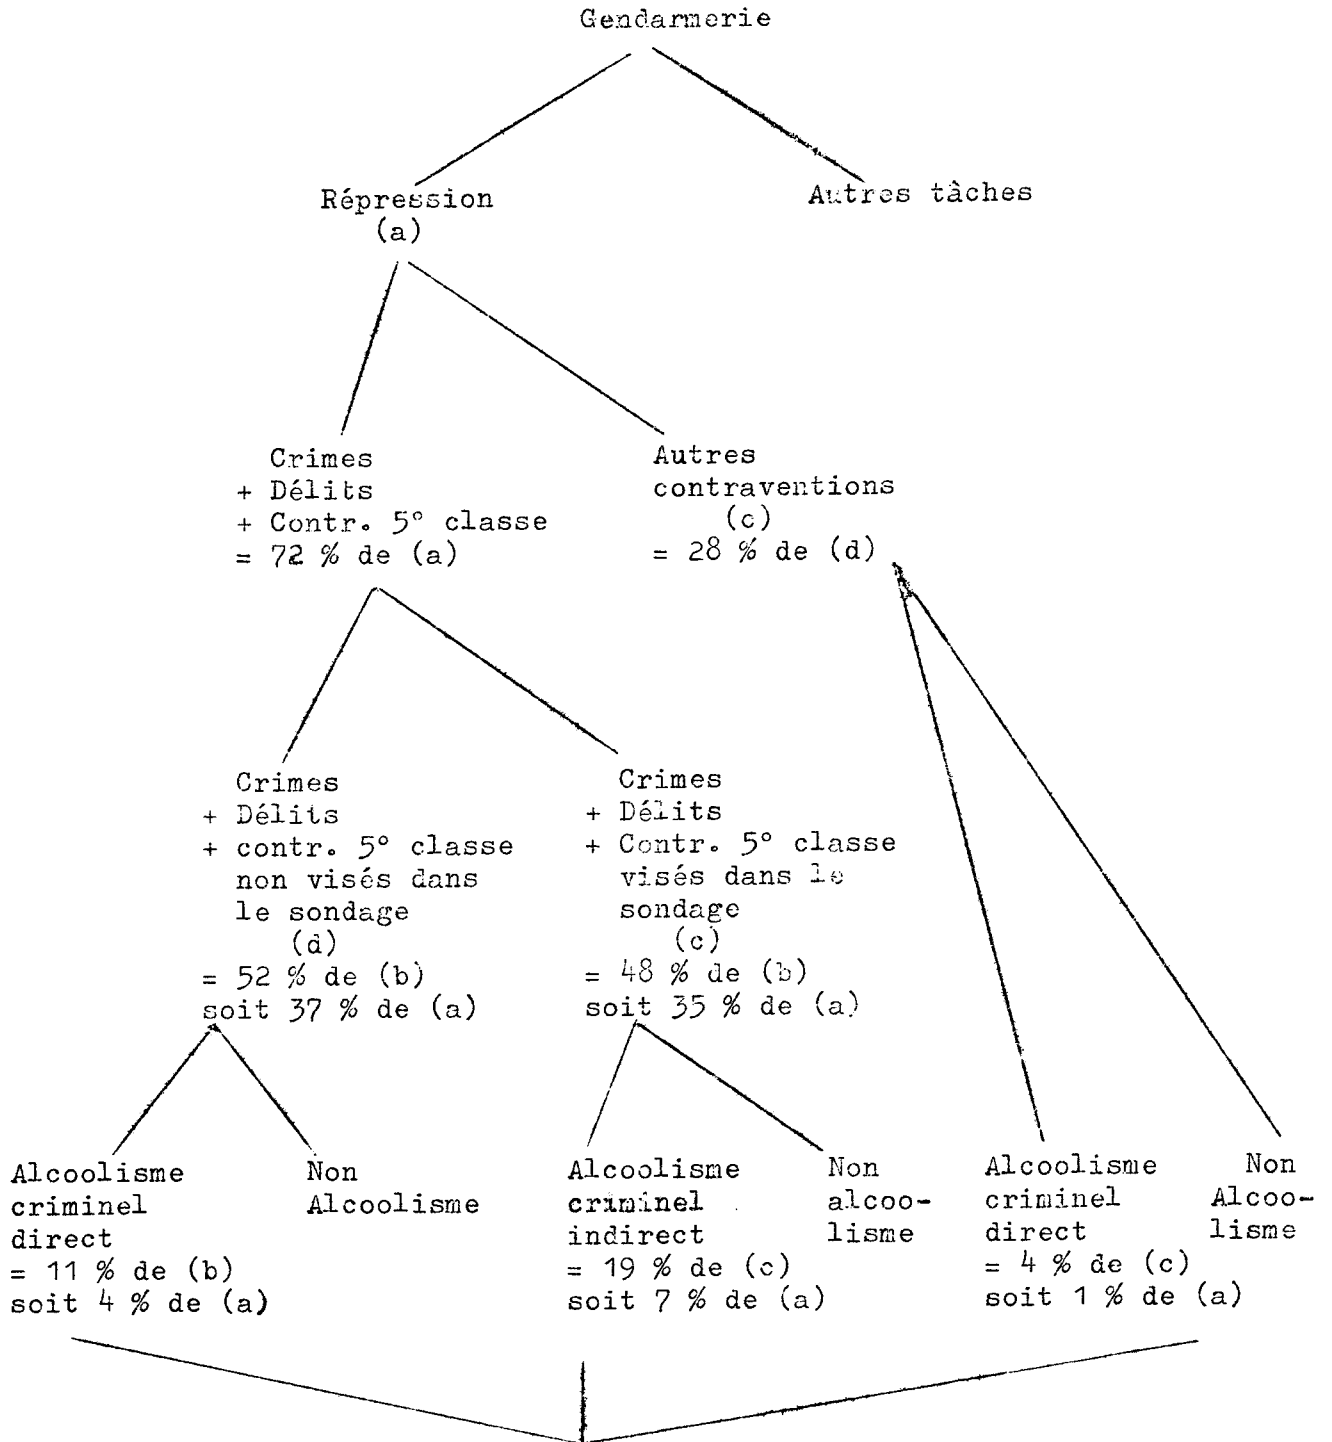 Gendarmerie
Répression
(a)
Autres tâches
Crimes
+ Délits
+ Contr. 5° classe
= 72 % de (a)
Autres
contraventions
(c)
= 28 % de (d)
Crimes
+ Délits
+ contr. 5° classe
non visés dans
le sondage
(d)
= 52 % de (b)
soit 37 % de (a)
Crimes
+ Délits
+ Contr. 5° classe
visés dans le
sondage
(c)
= 48 % de (b)
soit 35 % de (a)
Alcoolisme
criminel
direct
= 11 % de (b)
soit 4 % de (a)
Non
Alcoolisme
Alcoolisme
criminel
indirect
= 19 % de (c)
soit 7 % de (a)
Non
alcoo-
lisme
Alcoolisme
criminel
direct
= 4 % de (c)
soit 1 % de (a)
Non
Alcoo-
lisme